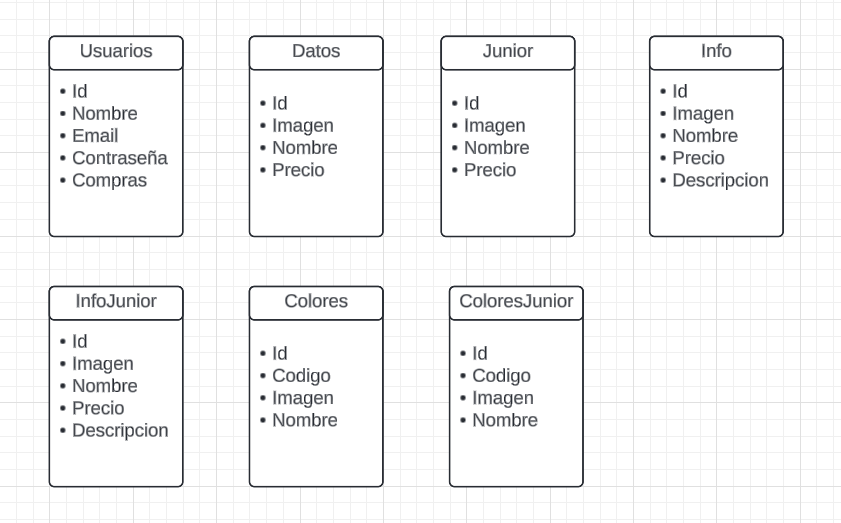 Usuarios
• Id
• Nombre
• Email
• Contraseña
• Compras
Datos
• Id
• Imagen
• Nombre
• Precio
Junior
• Id
• Imagen
• Nombre
• Precio
Info
• Id
• Imagen
• Nombre
• Precio
• Descripcion
InfoJunior
• Id
• Imagen
• Nombre
• Precio
• Descripcion
Colores
• Id
• Codigo
• Imagen
• Nombre
ColoresJunior
• Id
• Codigo
• Imagen
• Nombre